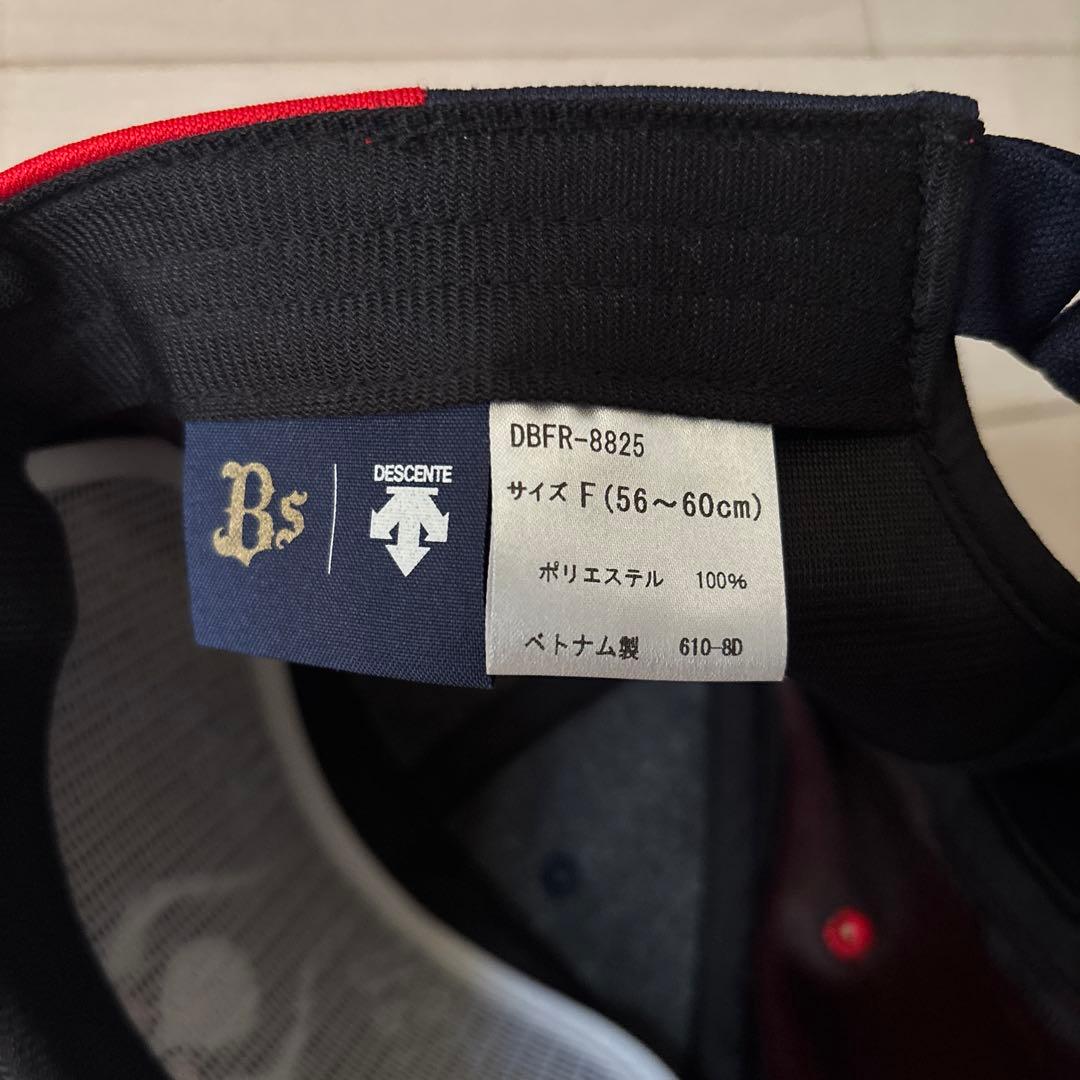 Bs
DESCENTE
DBFR-8825
サイズ F(56～60cm)
ポリエステル 100%
ベトナム製 610-8D